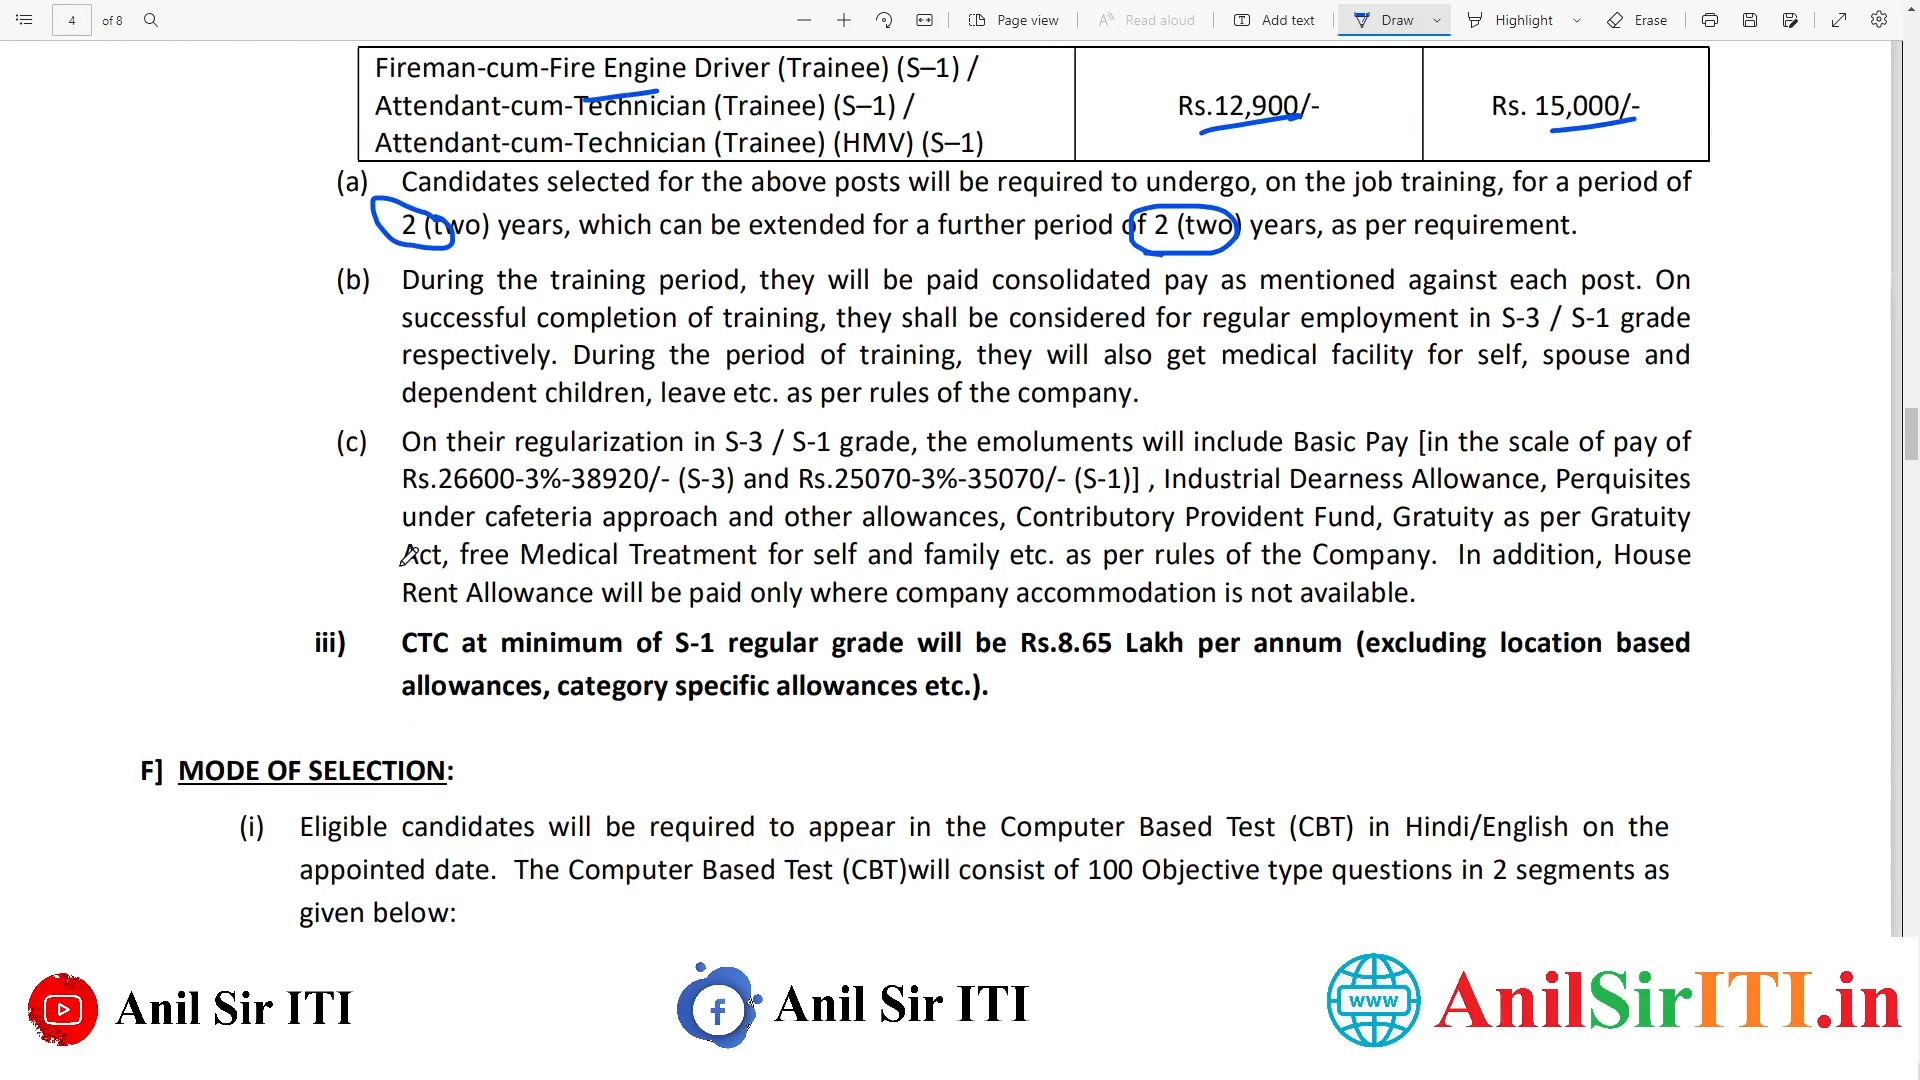 4 of 8 Page view Read aloud Add text Draw Highlight Erase
Fireman-cum-Fire Engine Driver (Trainee) (S–1) /
Attendant-cum-Technician (Trainee) (S–1) /
Attendant-cum-Technician (Trainee) (HMV) (S–1)
Rs.12,900/-
Rs. 15,000/-
(a) Candidates selected for the above posts will be required to undergo, on the job training, for a period of
2 (two) years, which can be extended for a further period of 2 (two) years, as per requirement.
(b) During the training period, they will be paid consolidated pay as mentioned against each post. On
successful completion of training, they shall be considered for regular employment in S-3 / S-1 grade
respectively. During the period of training, they will also get medical facility for self, spouse and
dependent children, leave etc. as per rules of the company.
(c) On their regularization in S-3 / S-1 grade, the emoluments will include Basic Pay [in the scale of pay of
Rs.26600-3%-38920/- (S-3) and Rs.25070-3%-35070/- (S-1)] , Industrial Dearness Allowance, Perquisites
under cafeteria approach and other allowances, Contributory Provident Fund, Gratuity as per Gratuity
Act, free Medical Treatment for self and family etc. as per rules of the Company. In addition, House
Rent Allowance will be paid only where company accommodation is not available.
iii) CTC at minimum of S-1 regular grade will be Rs.8.65 Lakh per annum (excluding location based
allowances, category specific allowances etc.).
F] MODE OF SELECTION:
(i) Eligible candidates will be required to appear in the Computer Based Test (CBT) in Hindi/English on the
appointed date. The Computer Based Test (CBT)will consist of 100 Objective type questions in 2 segments as
given below:
Anil Sir ITI
f Anil Sir ITI
www AnilSirITI.in